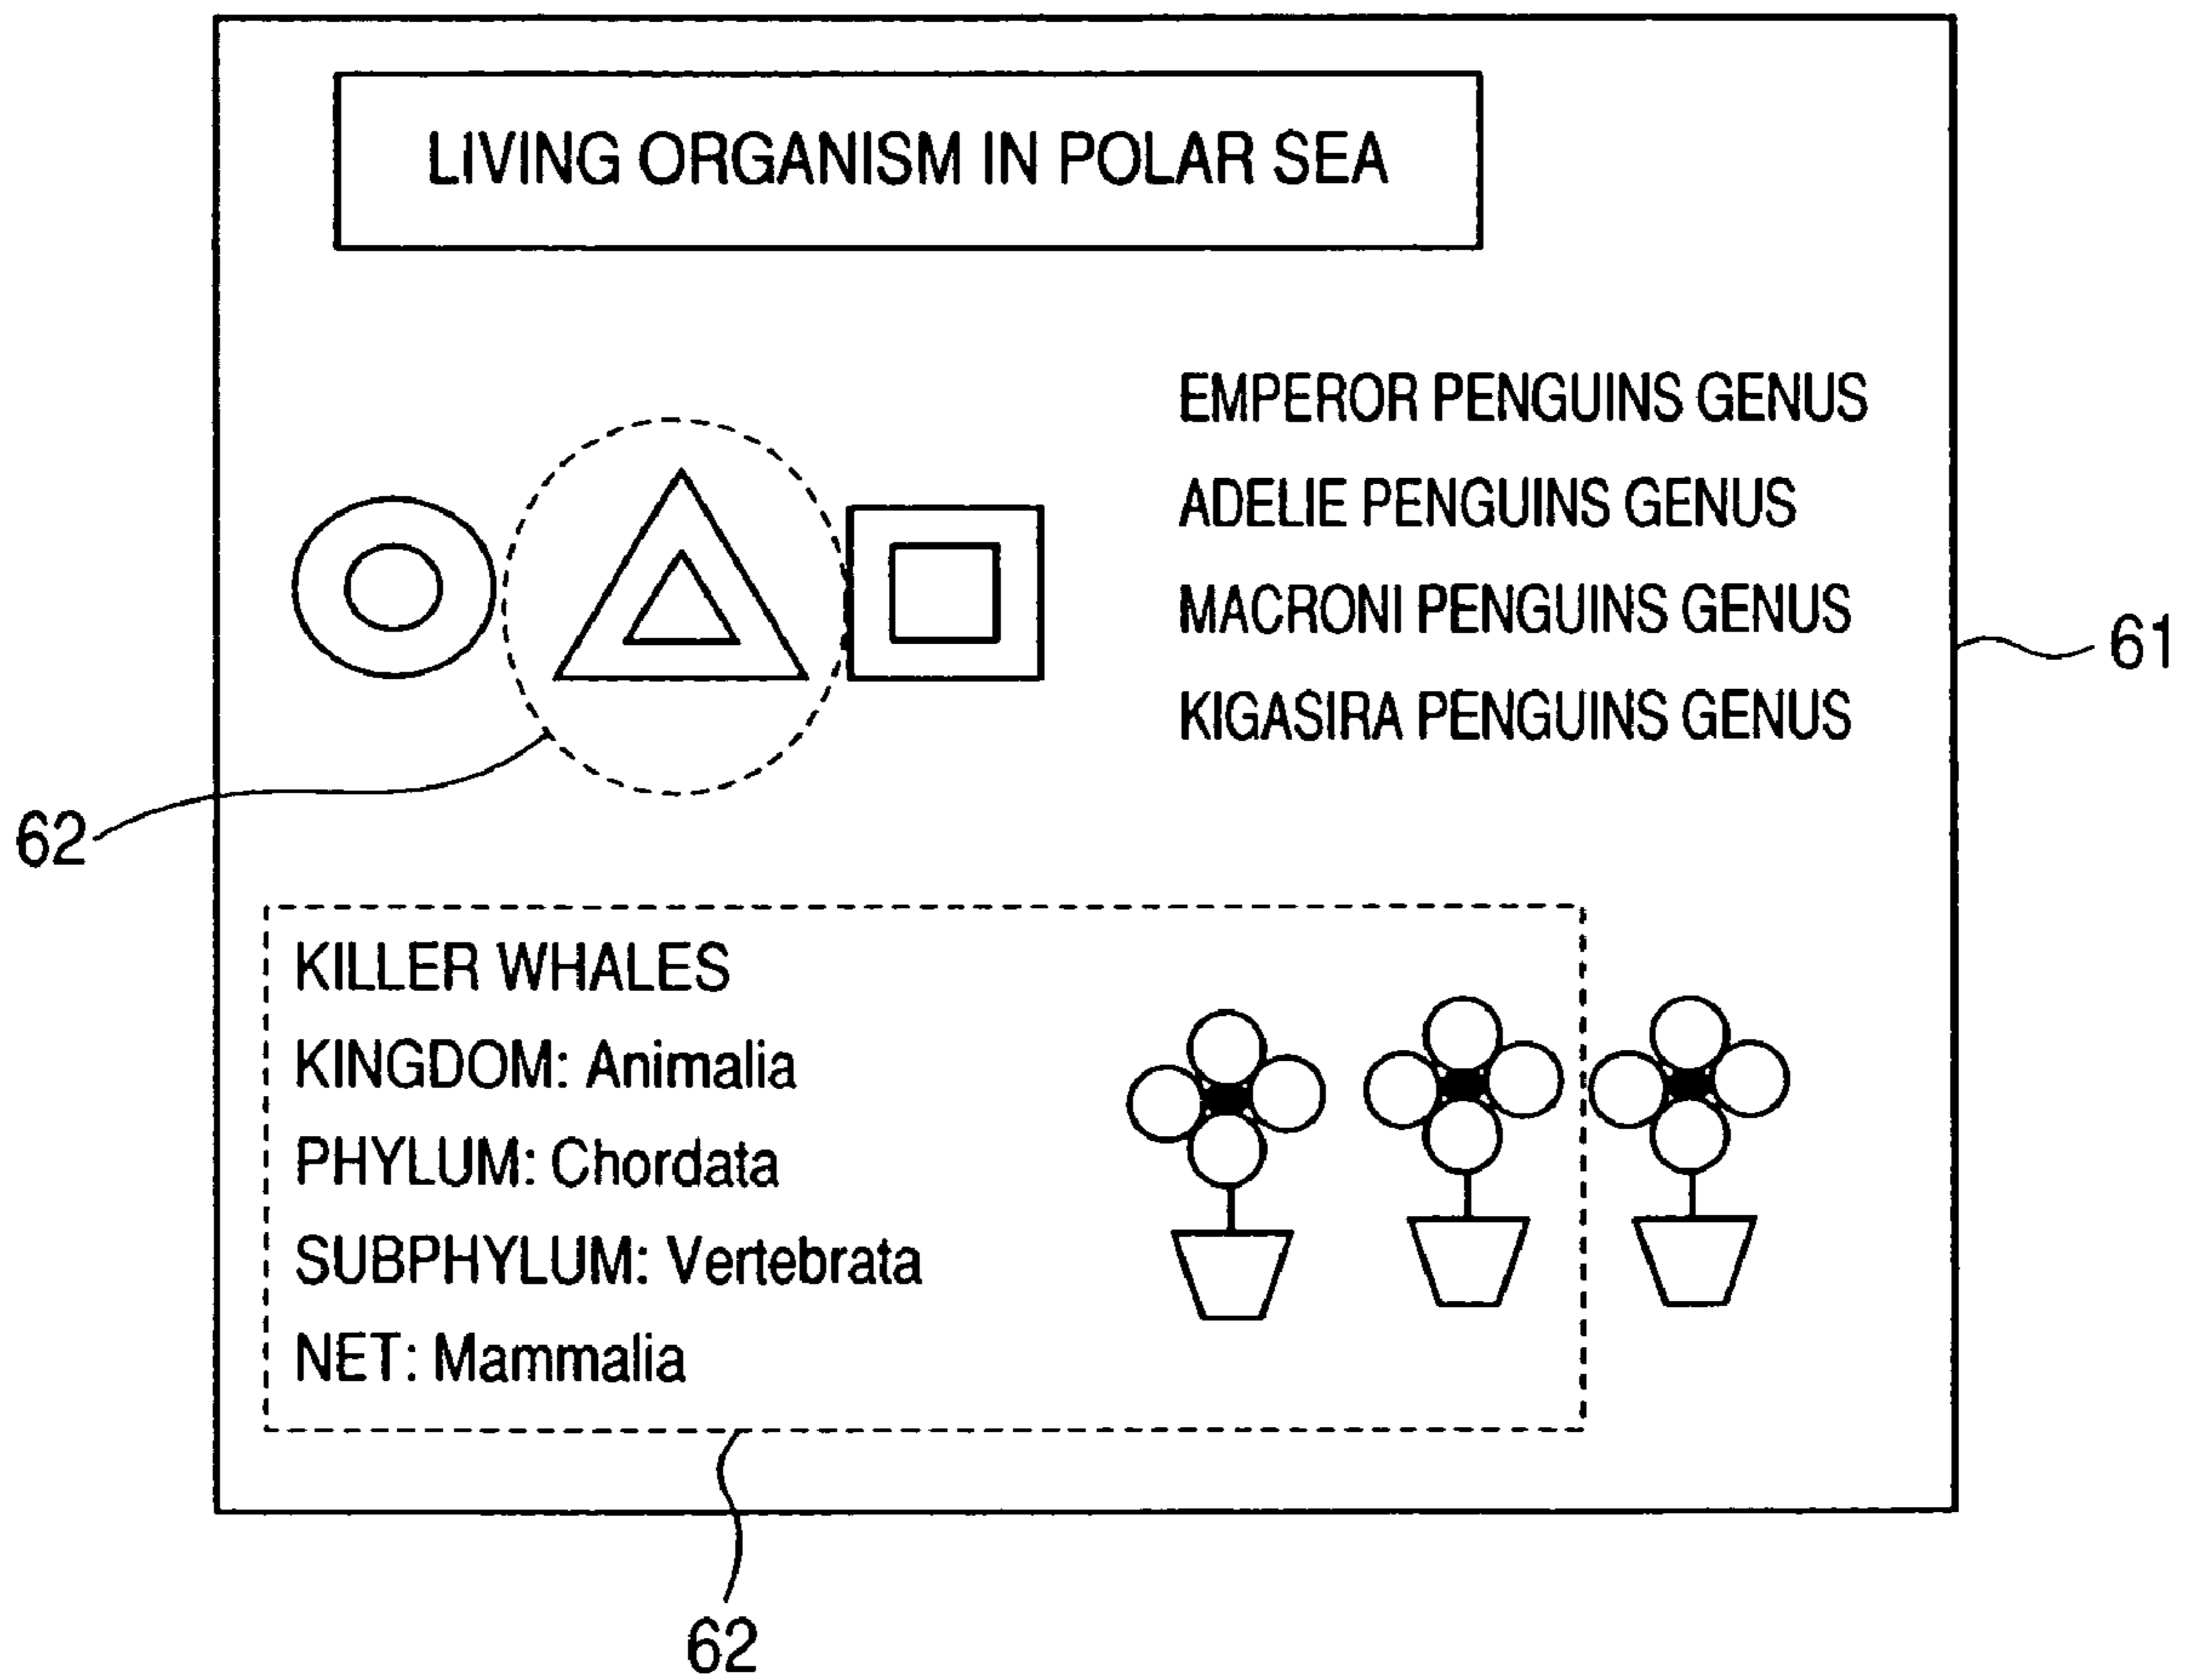 LIVING ORGANISM IN POLAR SEA
EMPEROR PENGUINS GENUS
ADELIE PENGUINS GENUS
MACRONI PENGUINS GENUS
KIGASIRA PENGUINS GENUS
61
62
KILLER WHALES
KINGDOM: Animalia
PHYLUM: Chordata
SUBPHYLUM: Vertebrata
NET: Mammalia
62